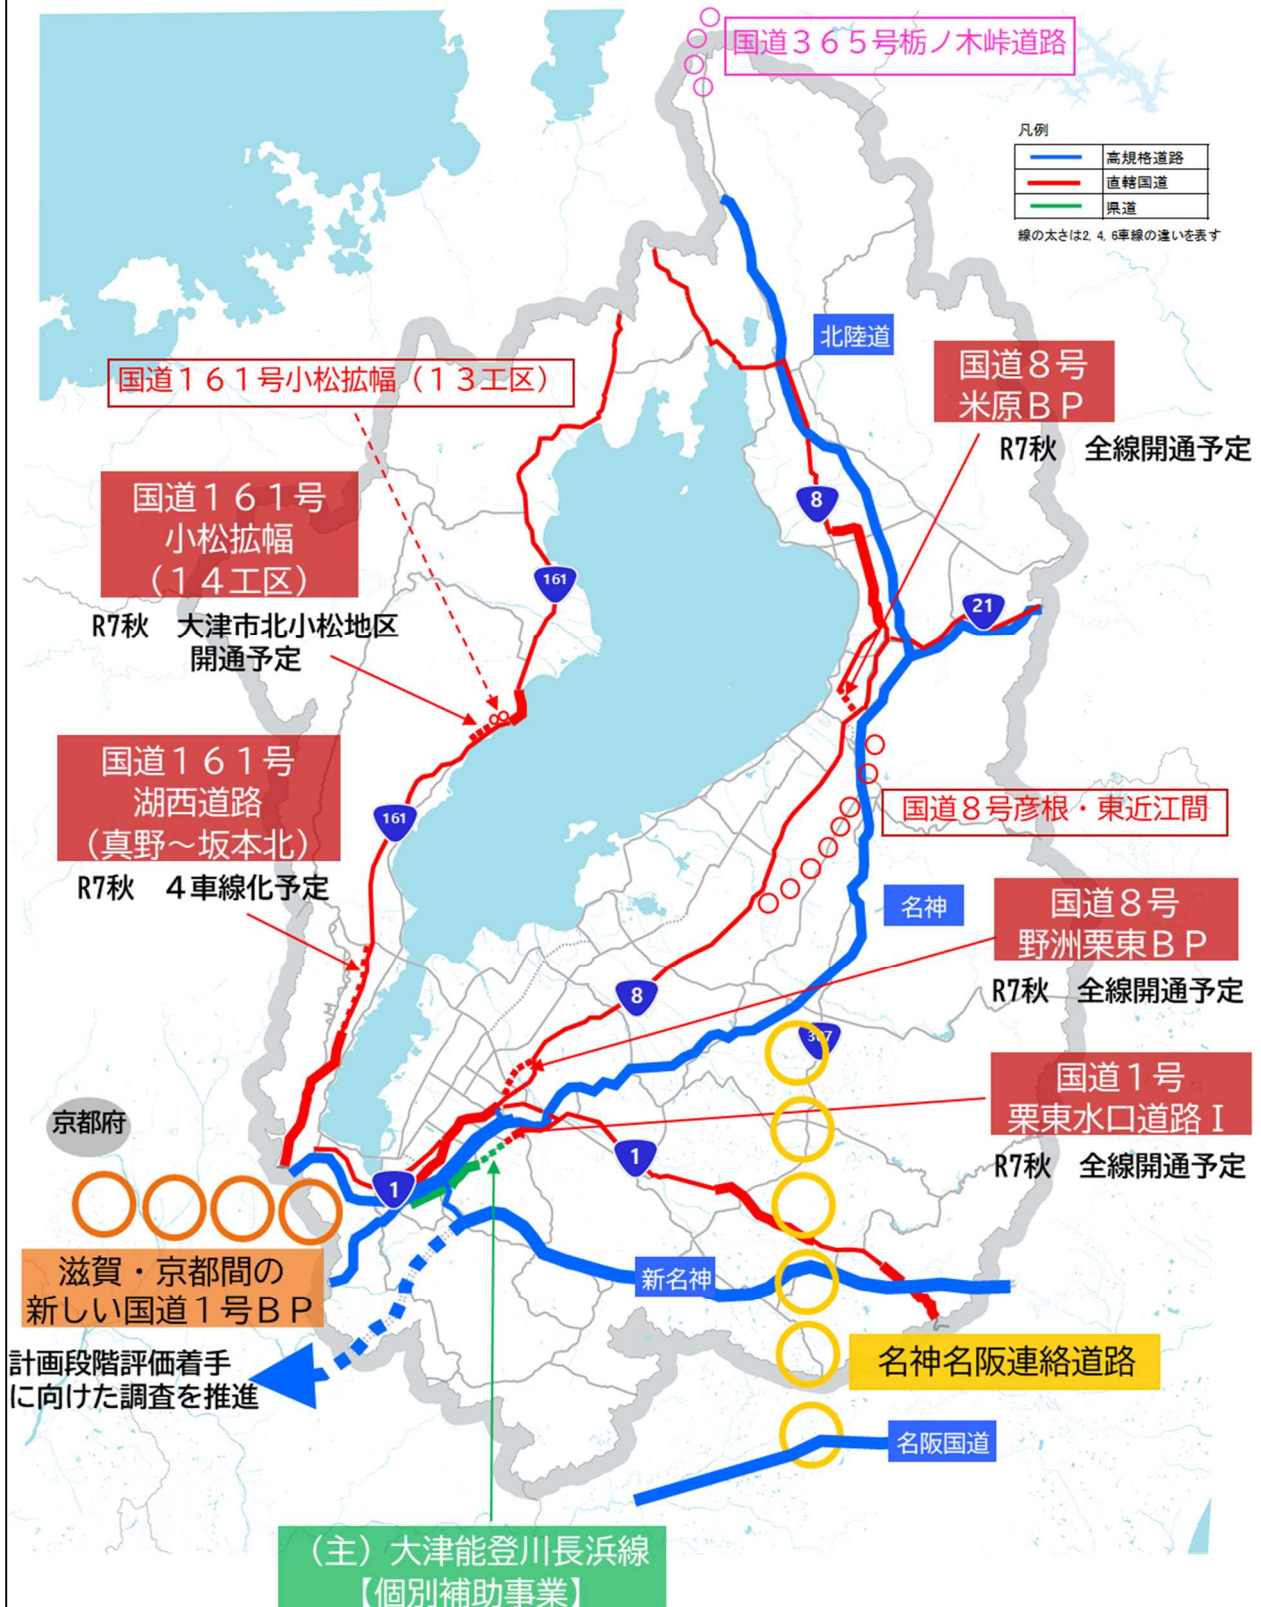 国道３６５号栃ノ木峠道路
凡例
高規格道路
直轄国道
県道
線の太さは2, 4, 6車線の違いを表す
北陸道
国道８号
米原ＢＰ
R7秋　全線開通予定
国道１６１号小松拡幅（１３工区）
国道１６１号
小松拡幅
（１４工区）
R7秋　大津市北小松地区
開通予定
8
161
21
国道１６１号
湖西道路
（真野～坂本北）
R7秋　４車線化予定
161
国道８号彦根・東近江間
名神
国道８号
野洲栗東ＢＰ
R7秋　全線開通予定
8
307
国道１号
栗東水口道路Ⅰ
R7秋　全線開通予定
京都府
1
1
滋賀・京都間の
新しい国道１号ＢＰ
新名神
計画段階評価着手
に向けた調査を推進
名神名阪連絡道路
名阪国道
（主）大津能登川長浜線
【個別補助事業】